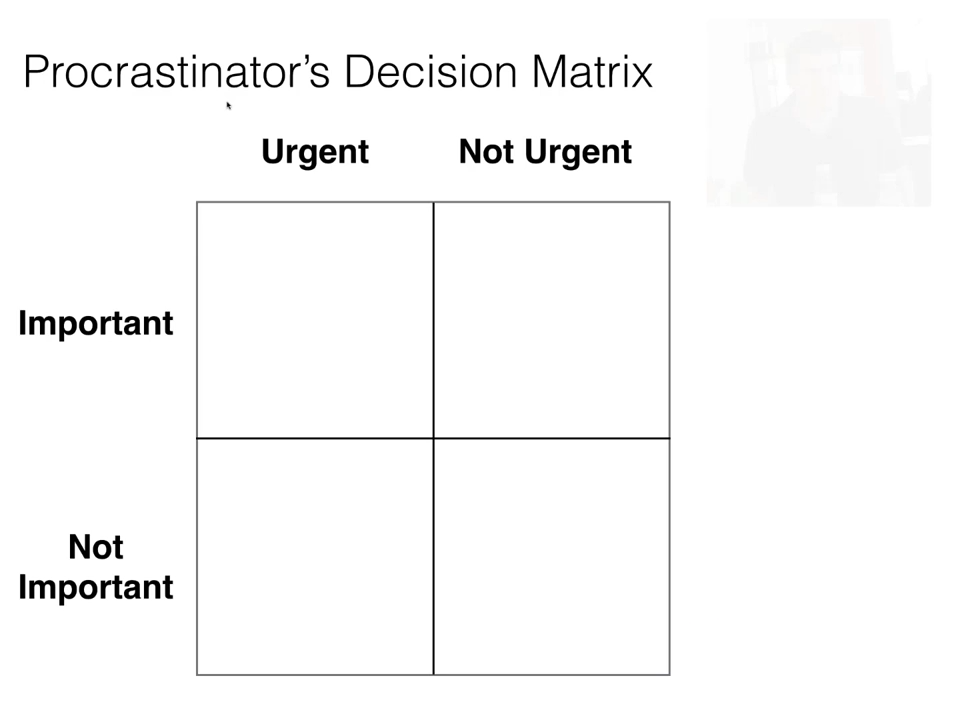 Procrastinator’s Decision Matrix
Urgent Not Urgent
Important
Not
Important